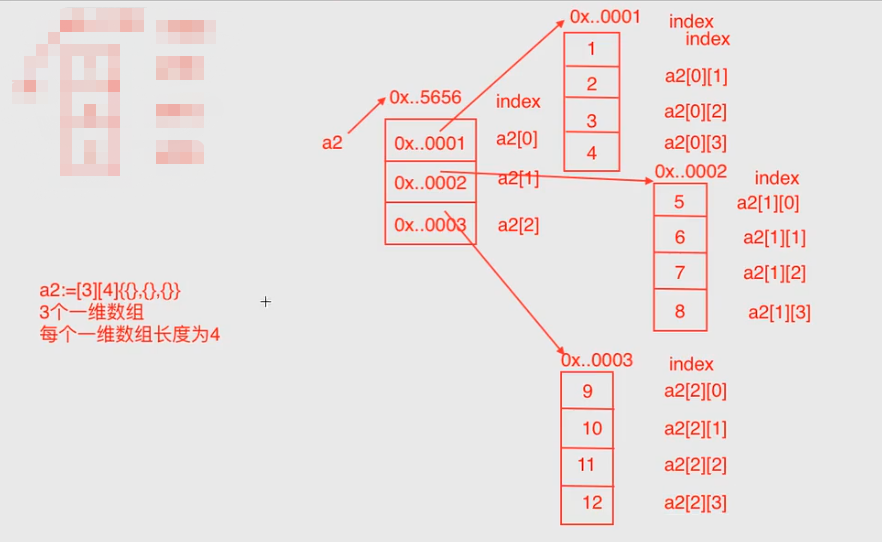 0x..0001
index
index
1
2
a2[0][1]
3
a2[0][2]
4
a2[0][3]
0x..5656
index
a2
0x..0001
a2[0]
0x..0002
a2[1]
0x..0003
a2[2]
0x..0002
index
5
a2[1][0]
6
a2[1][1]
7
a2[1][2]
8
a2[1][3]
a2:=[3][4]{{},{},{}}
3个一维数组
每个一维数组长度为4
0x..0003
index
9
a2[2][0]
10
a2[2][1]
11
a2[2][2]
12
a2[2][3]